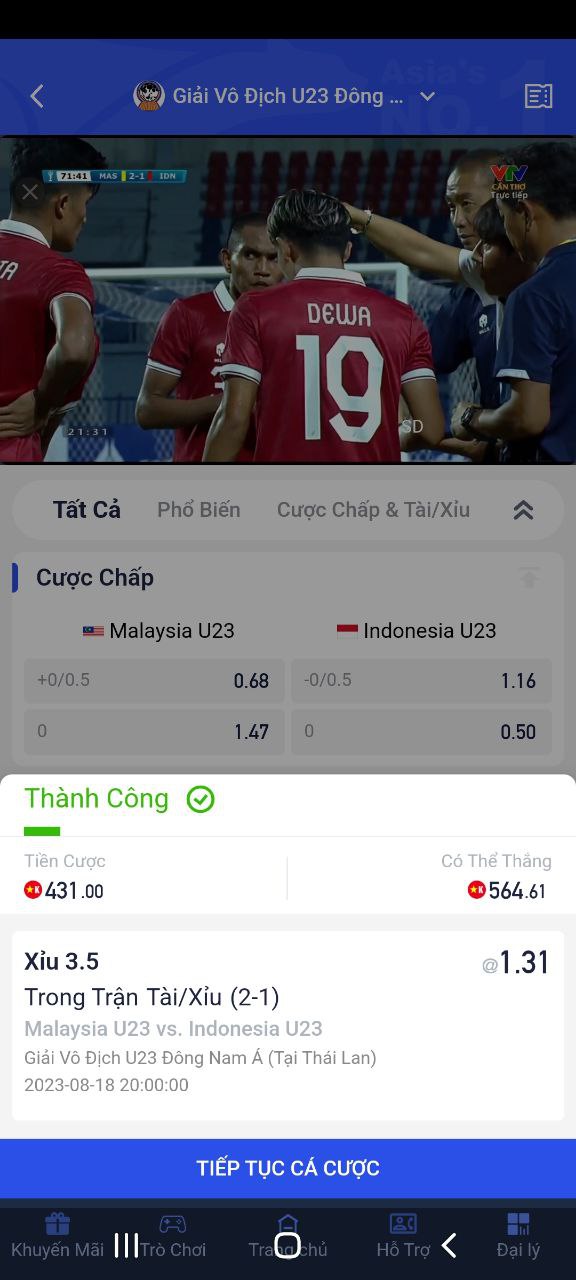 Asia's
NO.1
Giải Vô Địch U23 Đông ...
71:41 MAS 2-1 IDN
VTV
CẦN THƠ
Trực tiếp
TA
DEWA
19
SD
21:31
Tất Cả Phổ Biến Cược Chấp & Tài/Xỉu
Cược Chấp
Malaysia U23 Indonesia U23
+0/0.5 0.68 -0/0.5 1.16
0 1.47 0 0.50
Thành Công
Tiền Cược Có Thể Thắng
K 431.00 K 564.61
Xỉu 3.5 @1.31
Trong Trận Tài/Xỉu (2-1)
Malaysia U23 vs. Indonesia U23
Giải Vô Địch U23 Đông Nam Á (Tại Thái Lan)
2023-08-18 20:00:00
TIẾP TỤC CÁ CƯỢC
Khuyến Mãi Trò Chơi Trang chủ Hỗ Trợ Đại lý